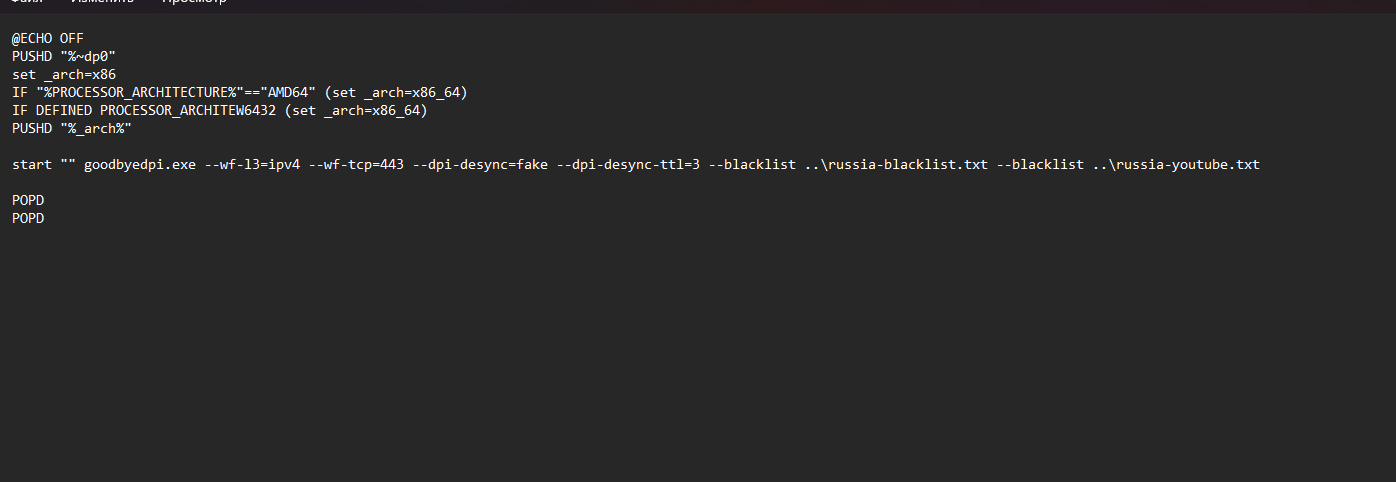 Файл Изменить Просмотр
@ECHO OFF
PUSHD "%~dp0"
set _arch=x86
IF "%PROCESSOR_ARCHITECTURE%"=="AMD64" (set _arch=x86_64)
IF DEFINED PROCESSOR_ARCHITEW6432 (set _arch=x86_64)
PUSHD "%_arch%"
start "" goodbyedpi.exe --wf-l3=ipv4 --wf-tcp=443 --dpi-desync=fake --dpi-desync-ttl=3 --blacklist ..\russia-blacklist.txt --blacklist ..\russia-youtube.txt
POPD
POPD